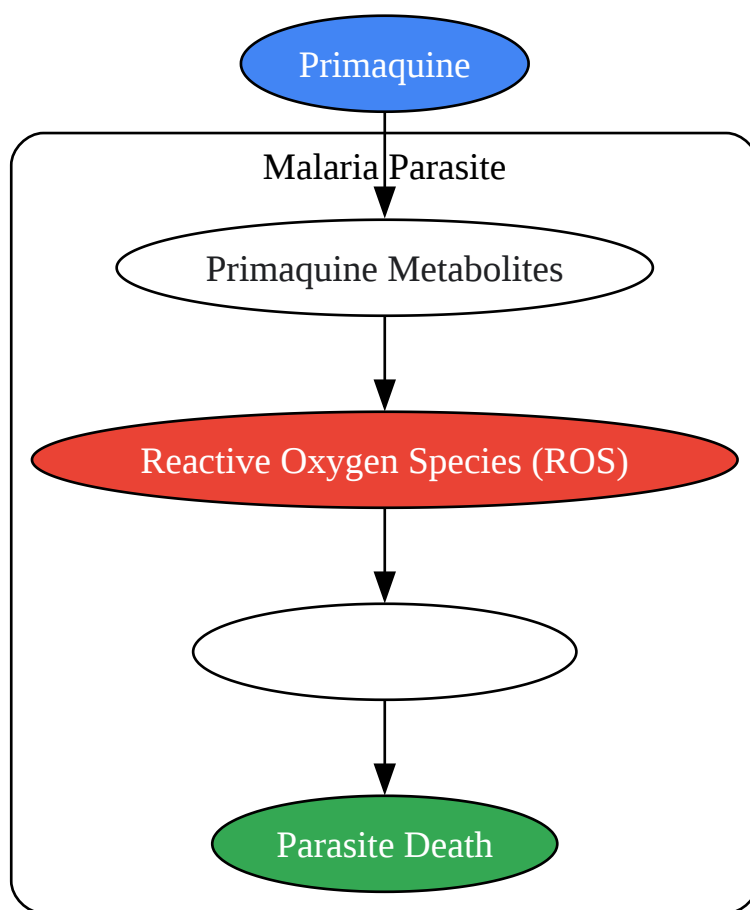 Primaquine
Malaria Parasite
Primaquine Metabolites
Reactive Oxygen Species (ROS)
Parasite Death